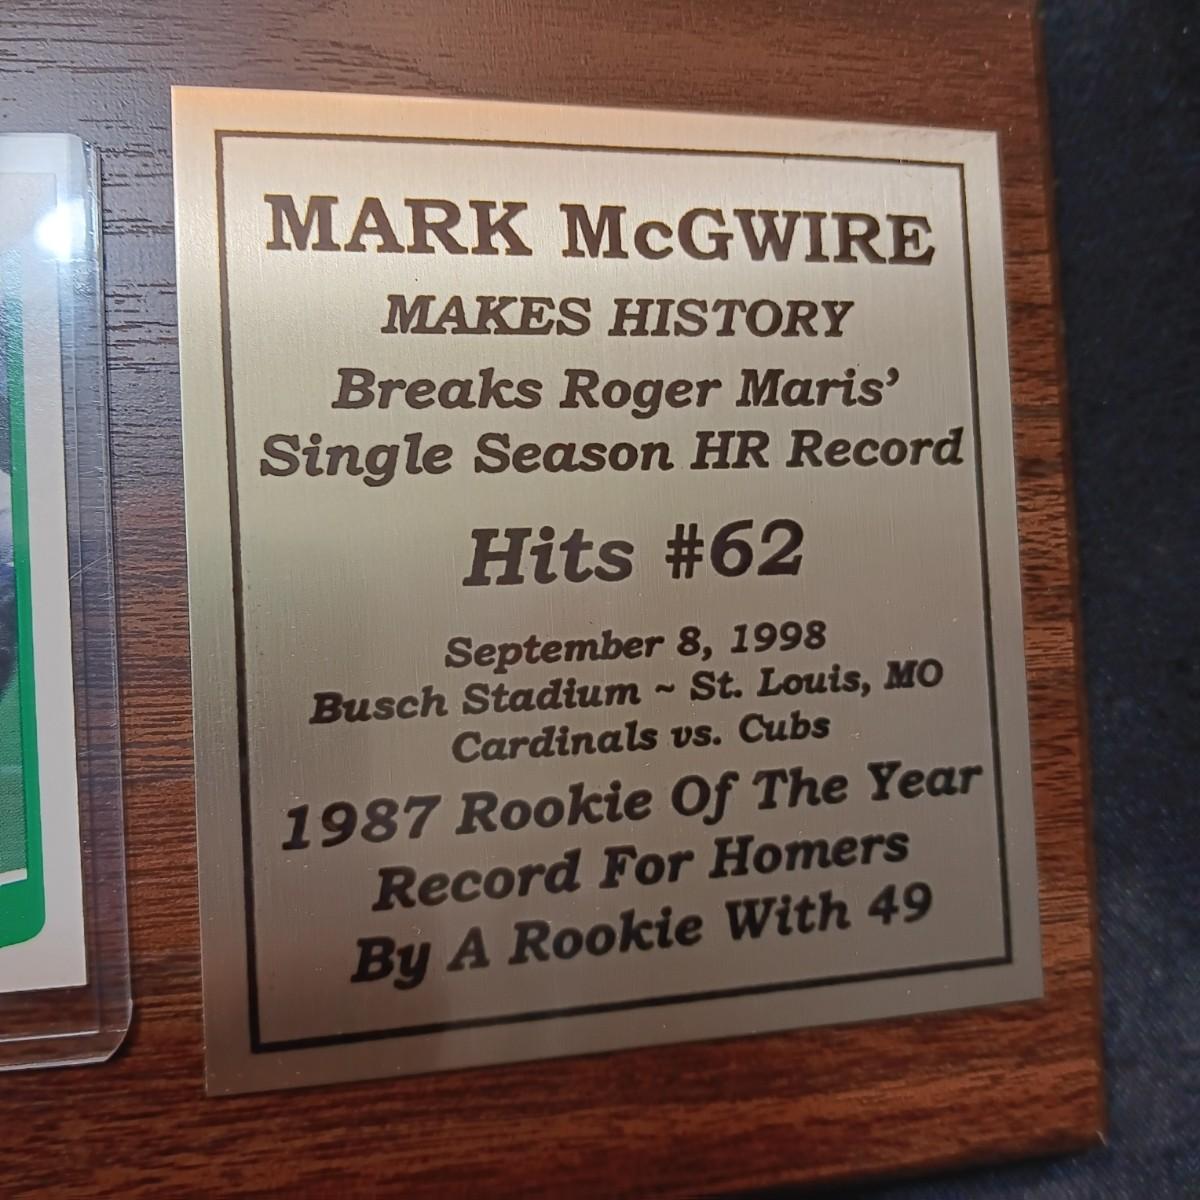 MARK McGWIRE
MAKES HISTORY
Breaks Roger Maris’
Single Season HR Record
Hits #62
September 8, 1998
Busch Stadium ~ St. Louis, MO
Cardinals vs. Cubs
1987 Rookie Of The Year
Record For Homers
By A Rookie With 49